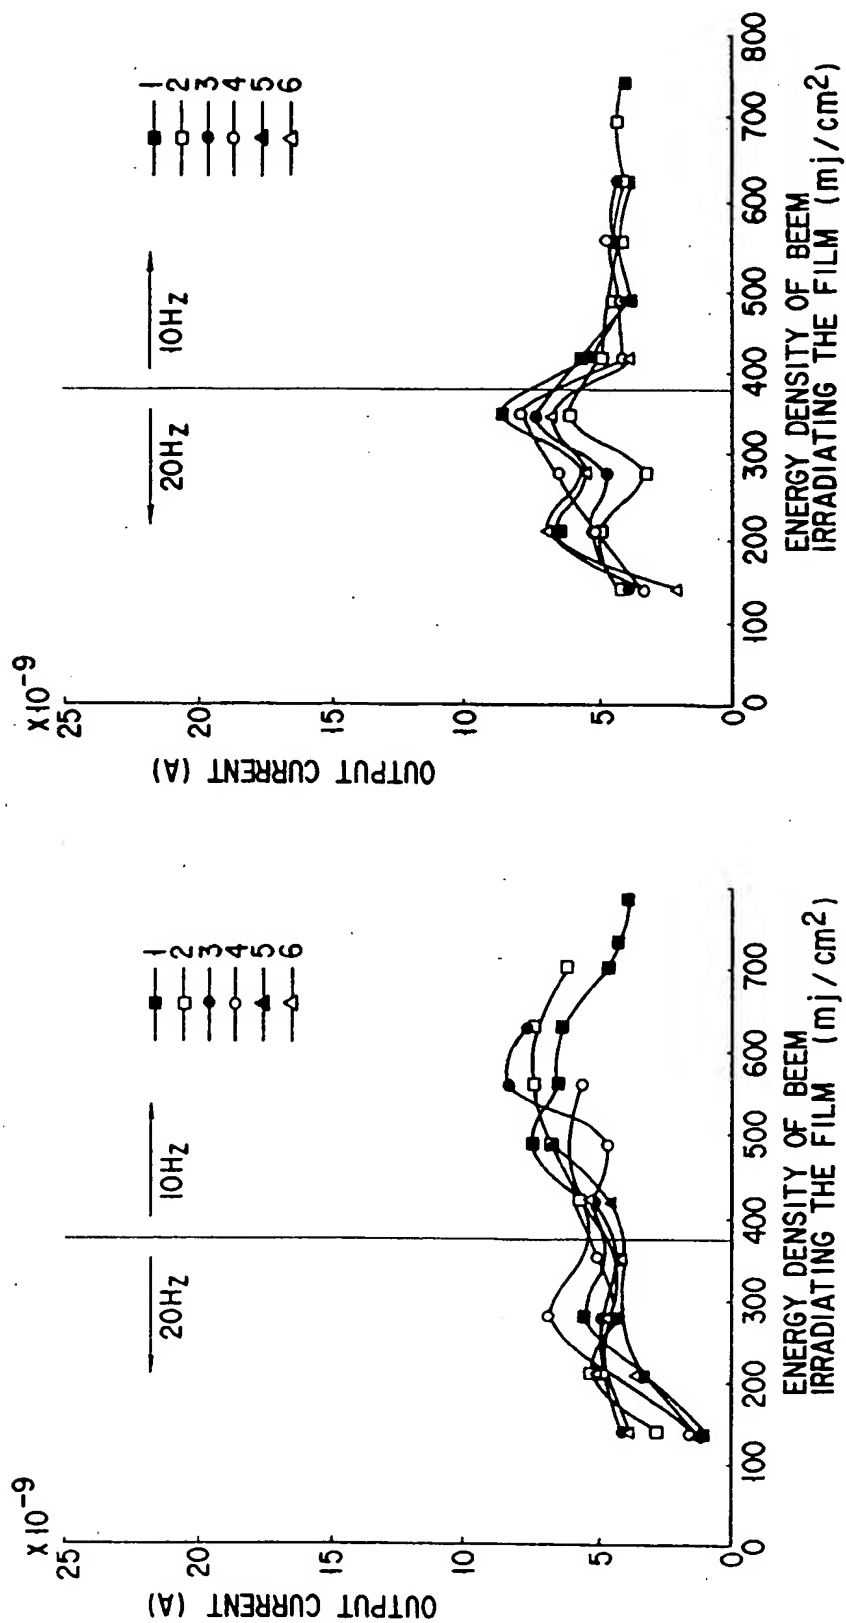 X10-9
25
20
15
10
5
0
OUTPUT CURRENT (A)
20Hz
10Hz
1
2
3
4
5
6
0 100 200 300 400 500 600 700
ENERGY DENSITY OF BEEM
IRRADIATING THE FILM (mj/cm2)
X10-9
25
20
15
10
5
0
OUTPUT CURRENT (A)
20Hz
10Hz
1
2
3
4
5
6
0 100 200 300 400 500 600 700 800
ENERGY DENSITY OF BEEM
IRRADIATING THE FILM (mj/cm2)